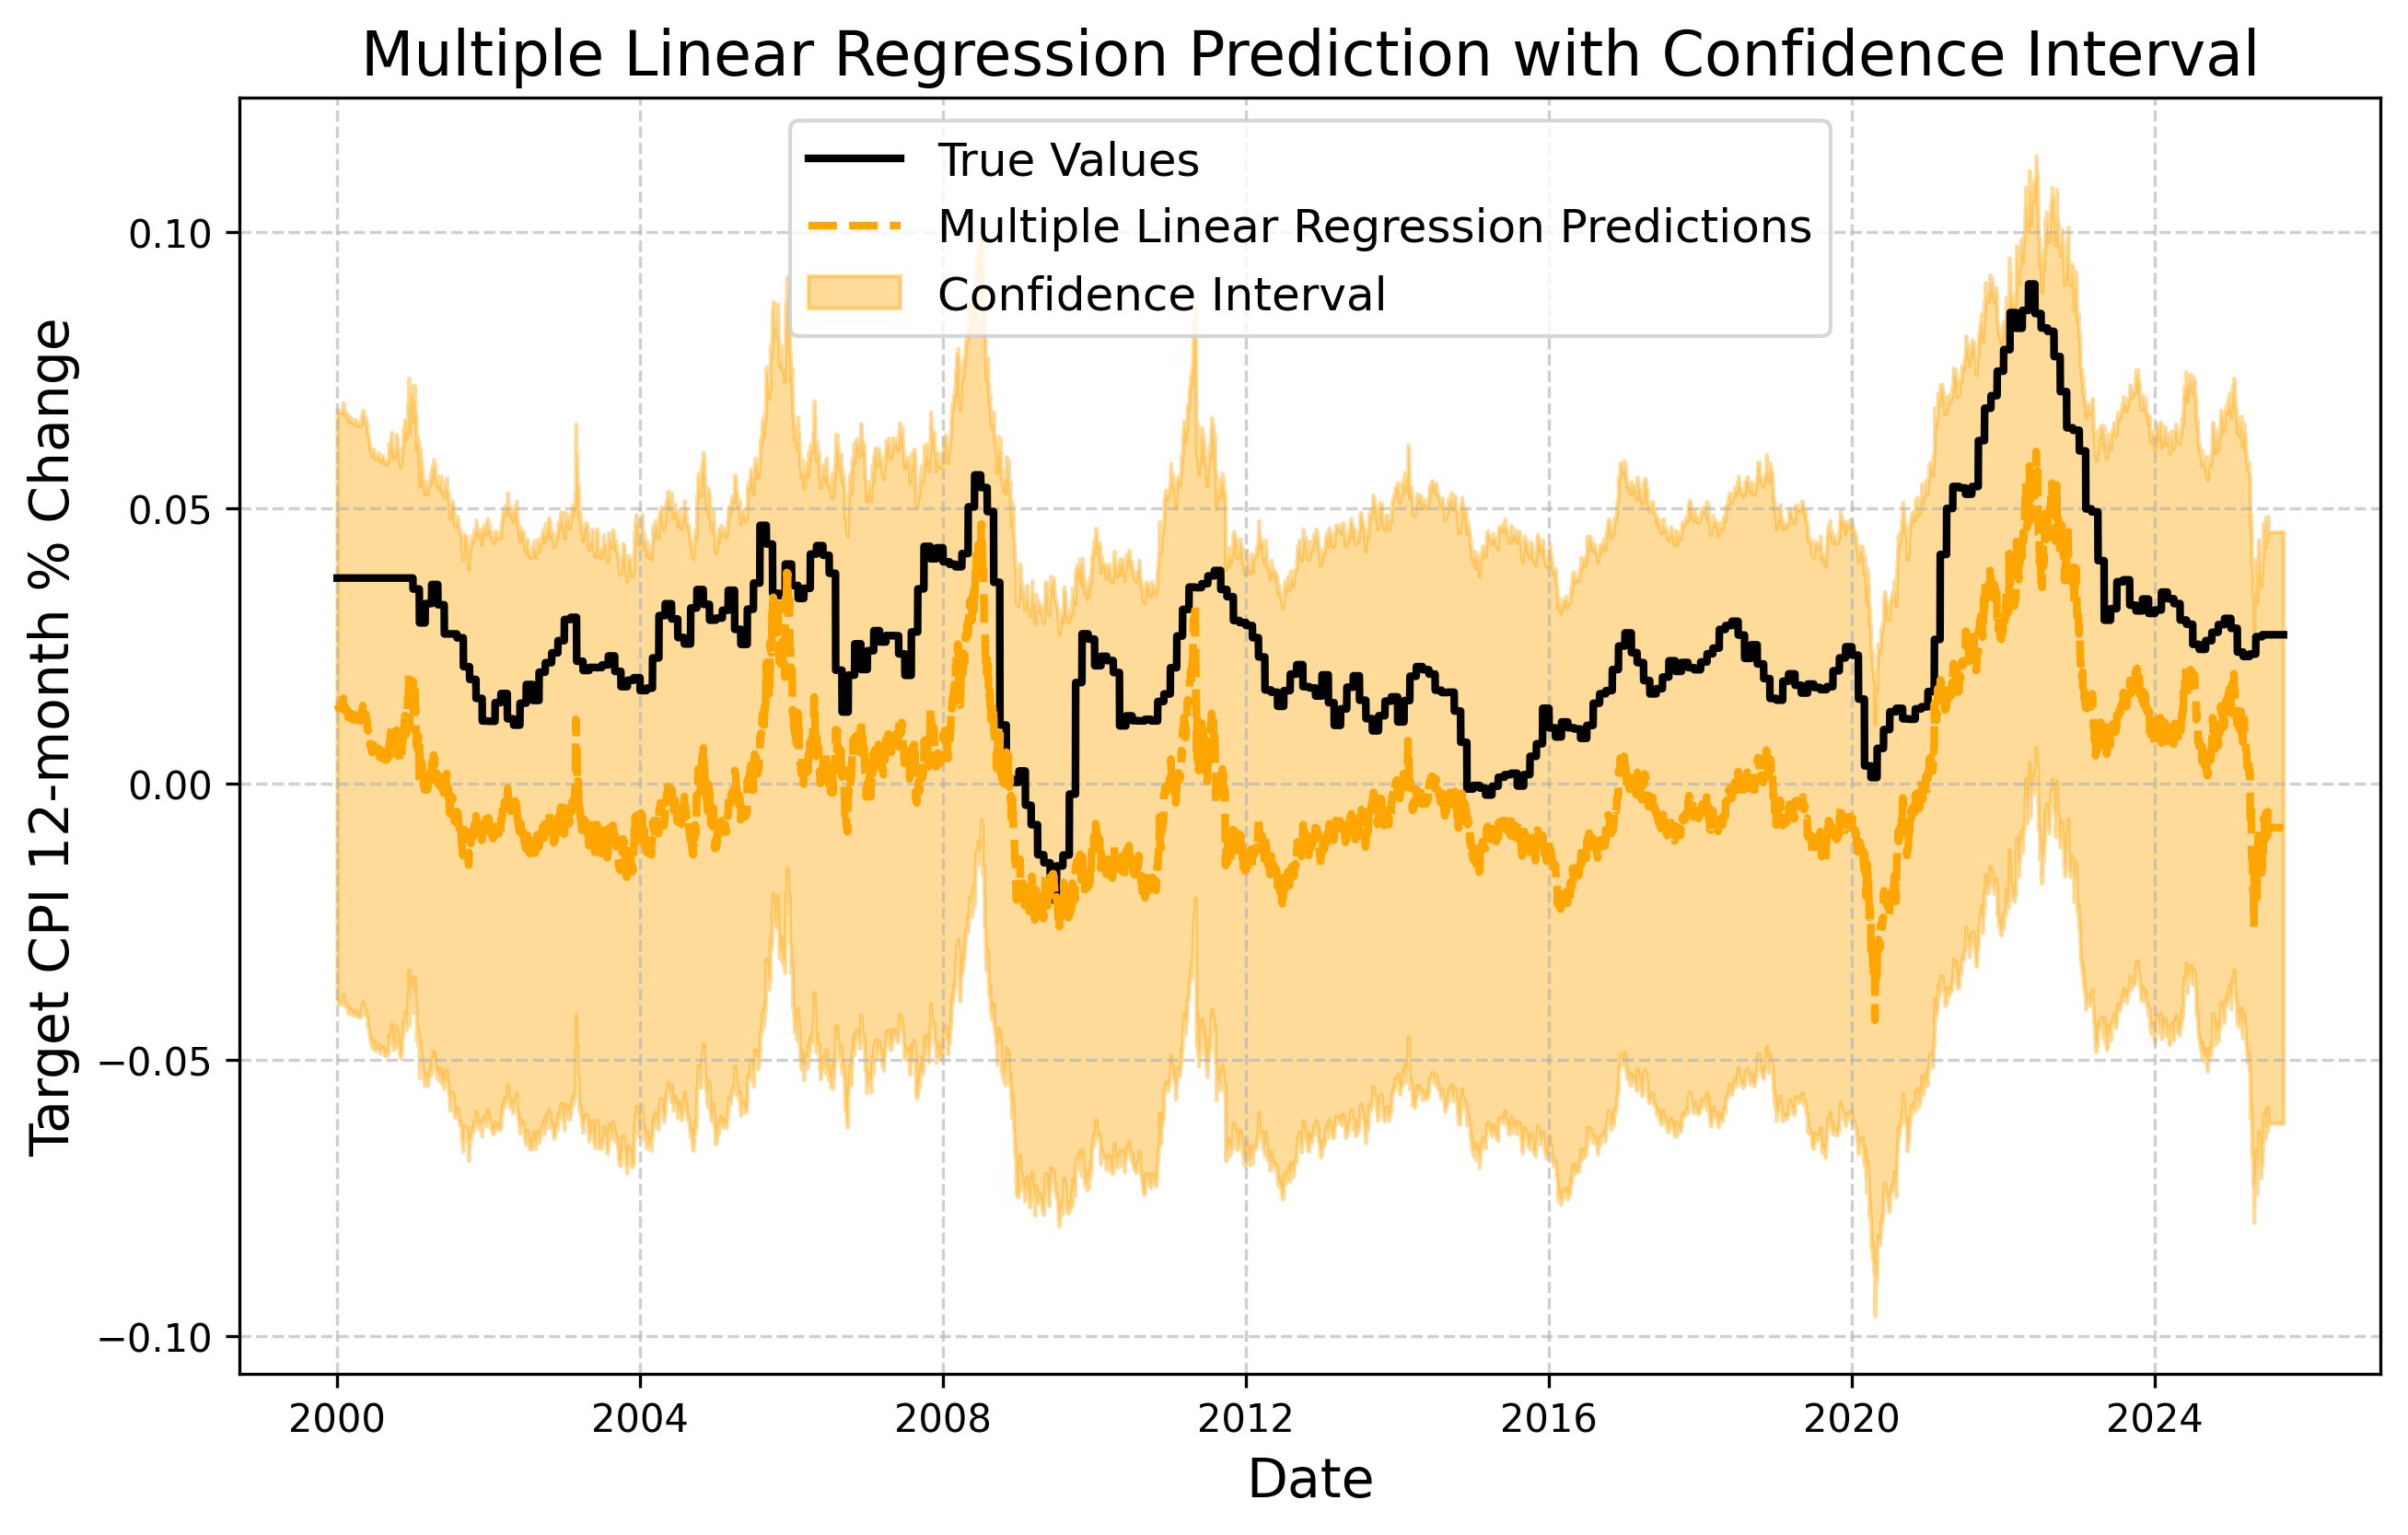 Multiple Linear Regression Prediction with Confidence Interval
True Values
Multiple Linear Regression Predictions
Confidence Interval
Target CPI 12-month % Change
0.10
0.05
0.00
−0.05
−0.10
2000 2004 2008 2012 2016 2020 2024
Date